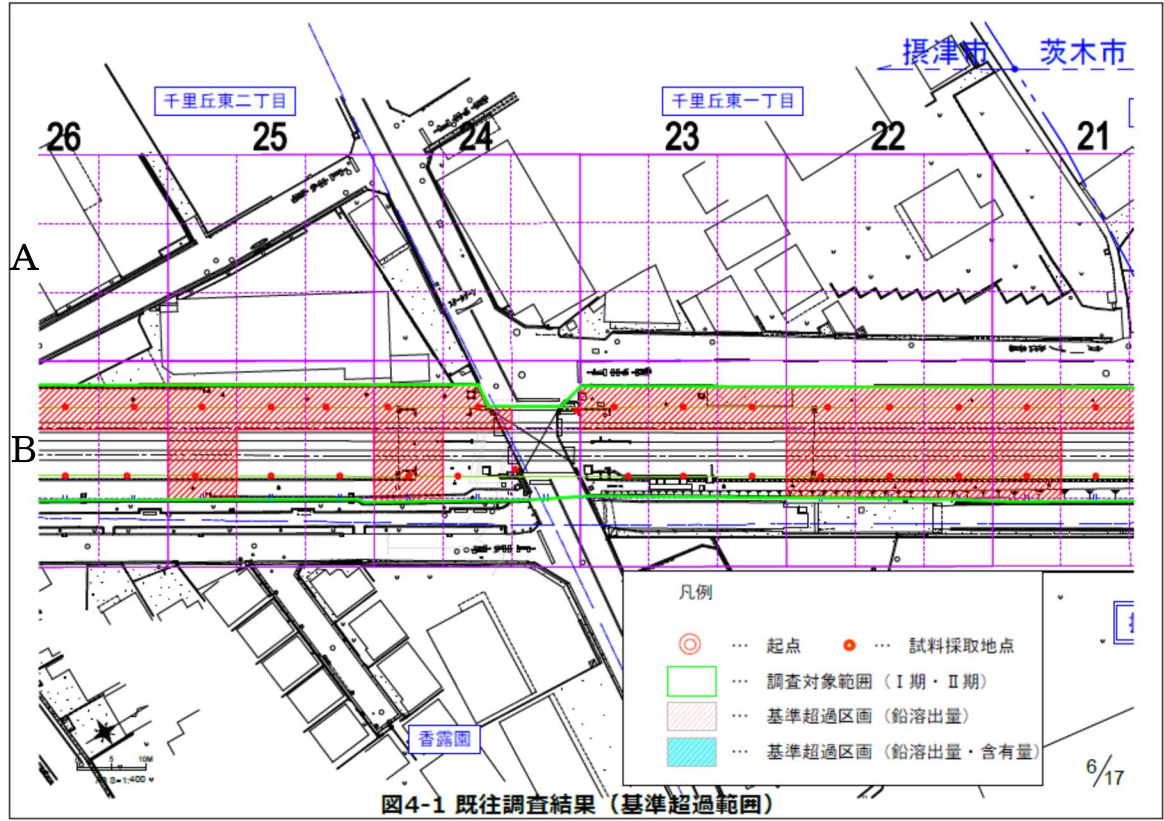 摂津市 茨木市
千里丘東二丁目 千里丘東一丁目
26 25 24 23 22 21
A
B
凡例
… 起点 … 試料採取地点
… 調査対象範囲（Ⅰ期・Ⅱ期）
… 基準超過区画（鉛溶出量）
… 基準超過区画（鉛溶出量・含有量）
香露園
5 10M
S=1:400
6/17
図4-1 既往調査結果（基準超過範囲）